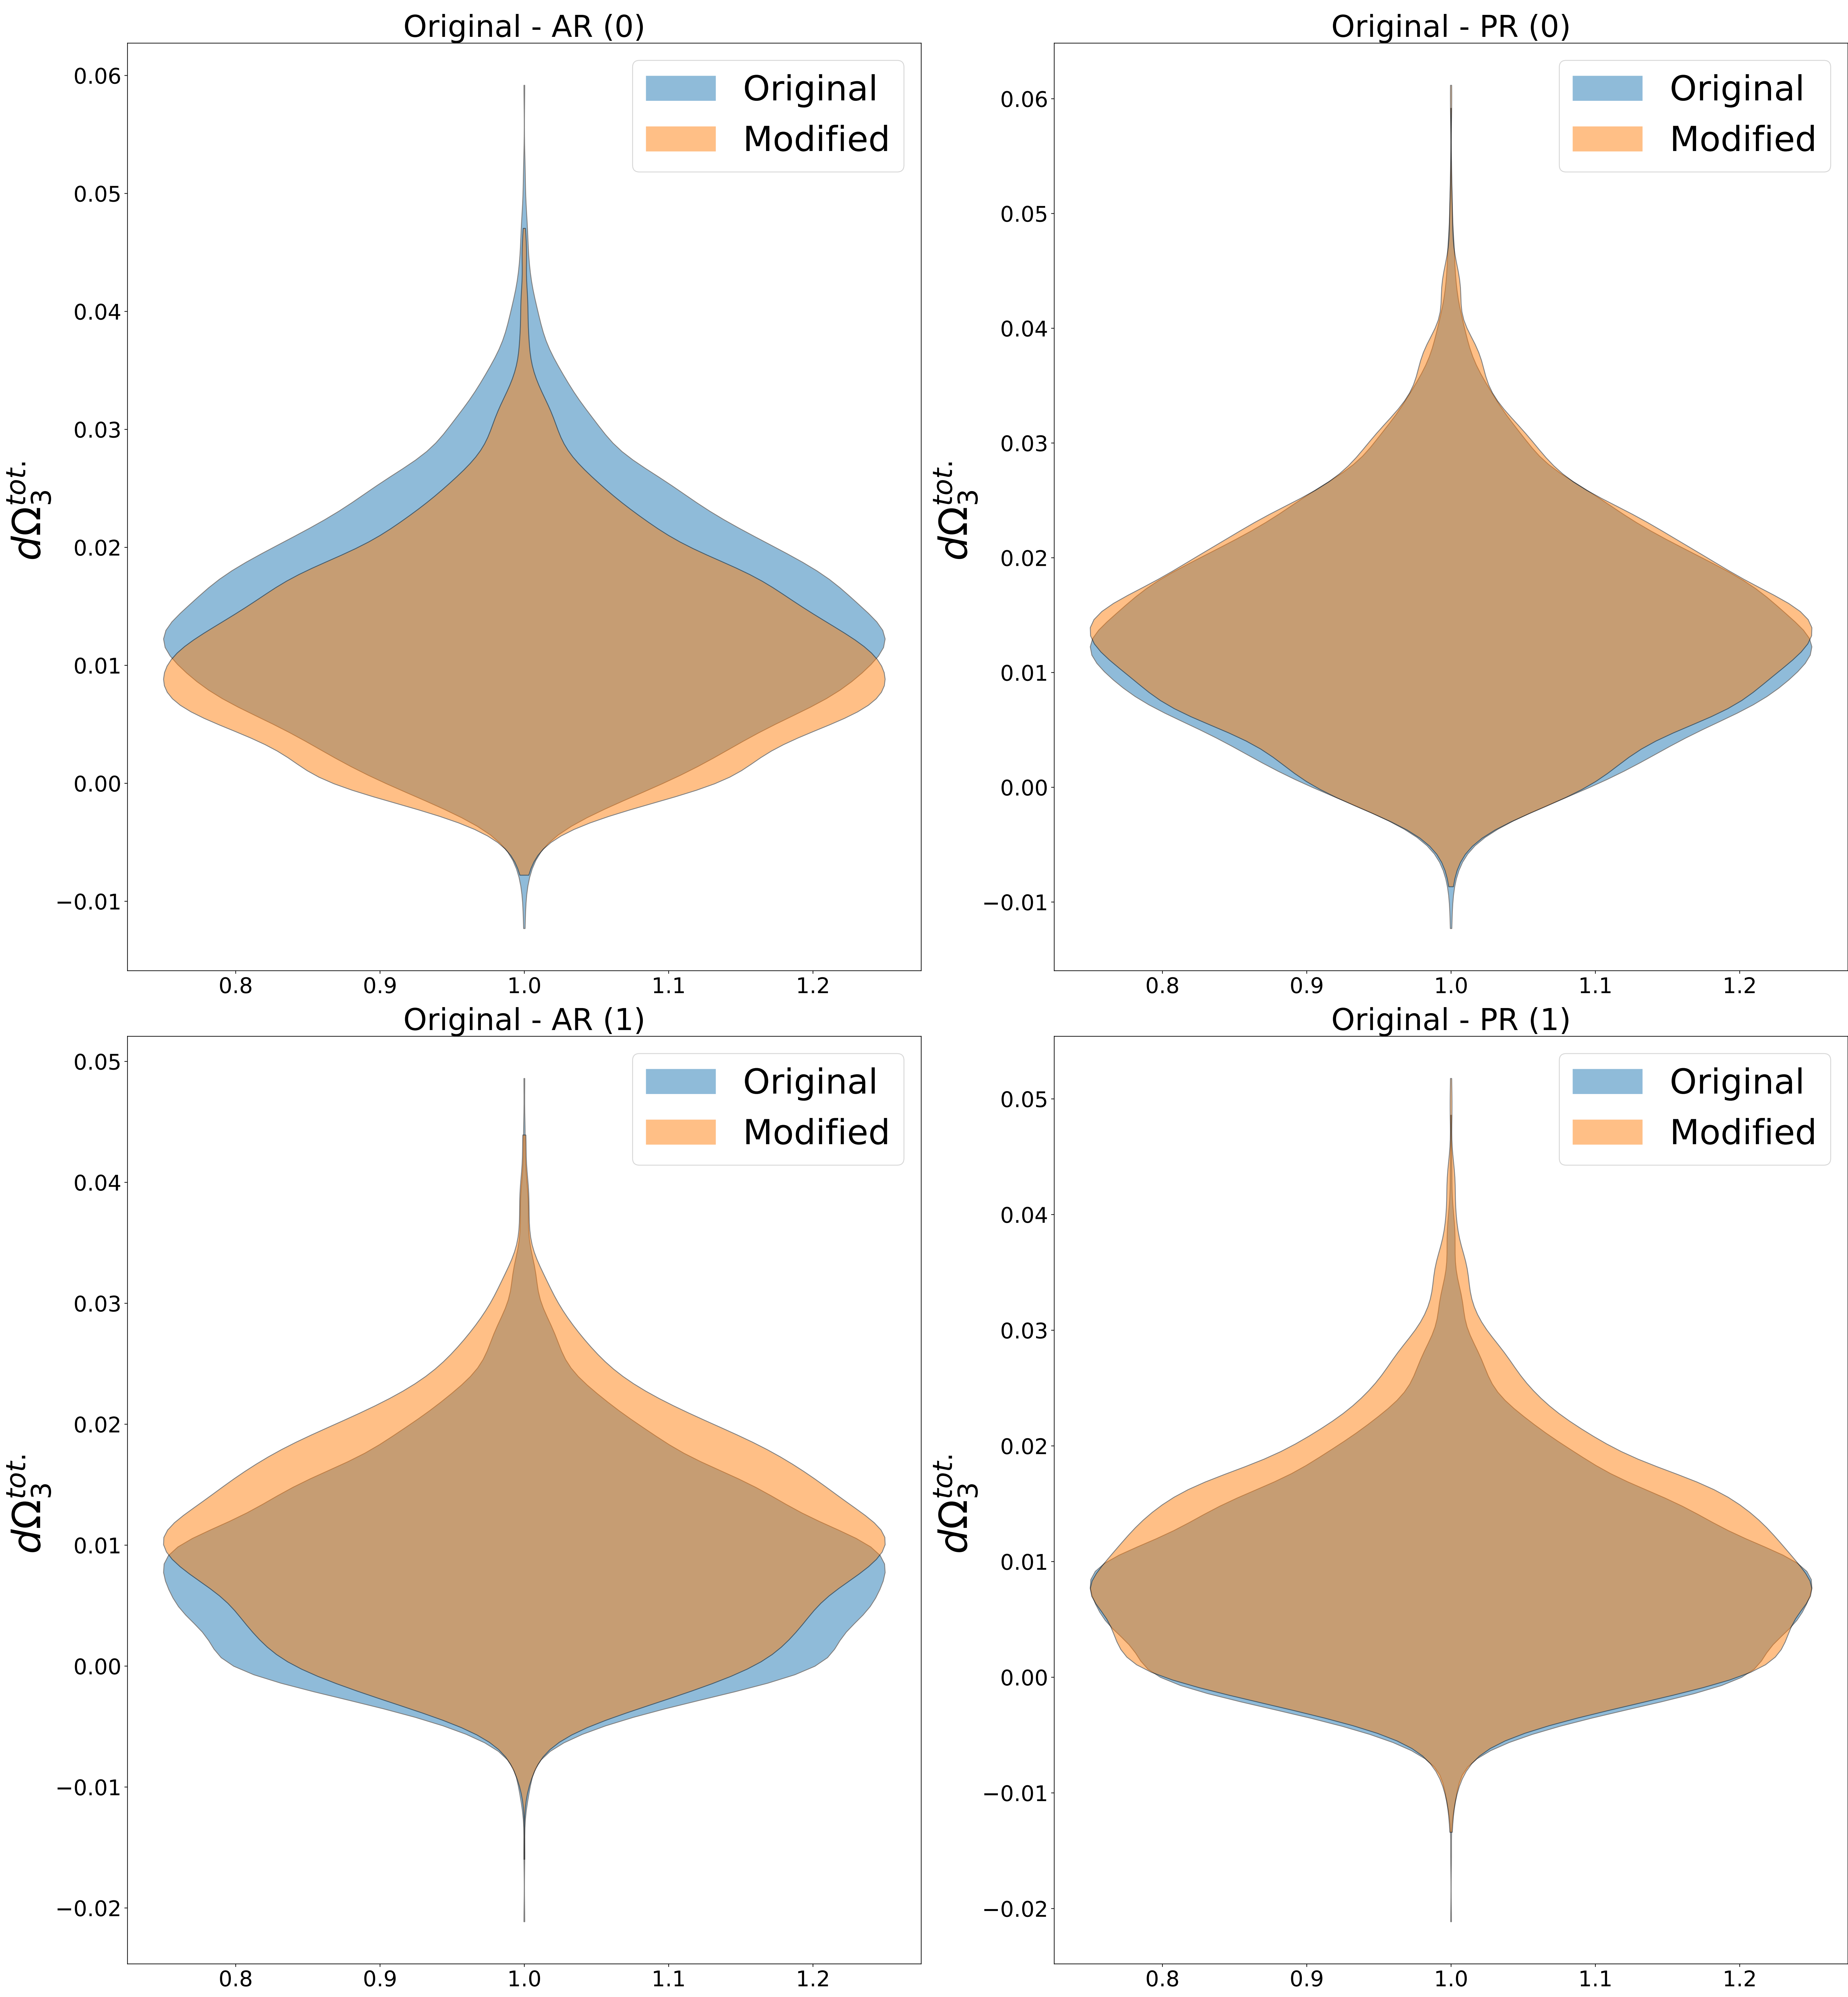 Original - AR (0)
Original
Modified
0.06
0.05
0.04
0.03
0.02
0.01
0.00
−0.01
dΩ₃ᵗᵒᵗ·
0.8 0.9 1.0 1.1 1.2
Original - PR (0)
Original
Modified
0.06
0.05
0.04
0.03
0.02
0.01
0.00
−0.01
dΩ₃ᵗᵒᵗ·
0.8 0.9 1.0 1.1 1.2
Original - AR (1)
Original
Modified
0.05
0.04
0.03
0.02
0.01
0.00
−0.01
−0.02
dΩ₃ᵗᵒᵗ·
0.8 0.9 1.0 1.1 1.2
Original - PR (1)
Original
Modified
0.05
0.04
0.03
0.02
0.01
0.00
−0.01
−0.02
dΩ₃ᵗᵒᵗ·
0.8 0.9 1.0 1.1 1.2